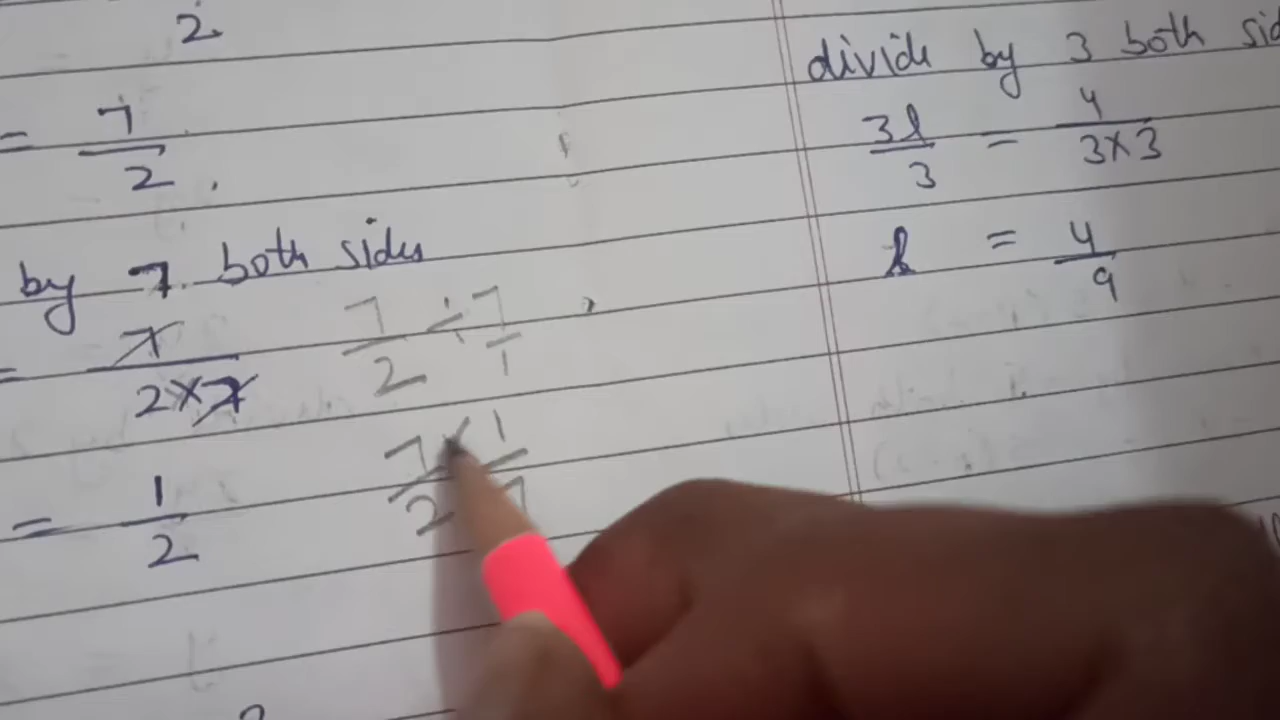 2
= 7/2 .
by 7 both sides
= 7/(2×7) 7/2 ÷ 7/1
= 1/2 7/2 × 1/7
divide by 3 both
3l/3 = 4/(3×3)
l = 4/9